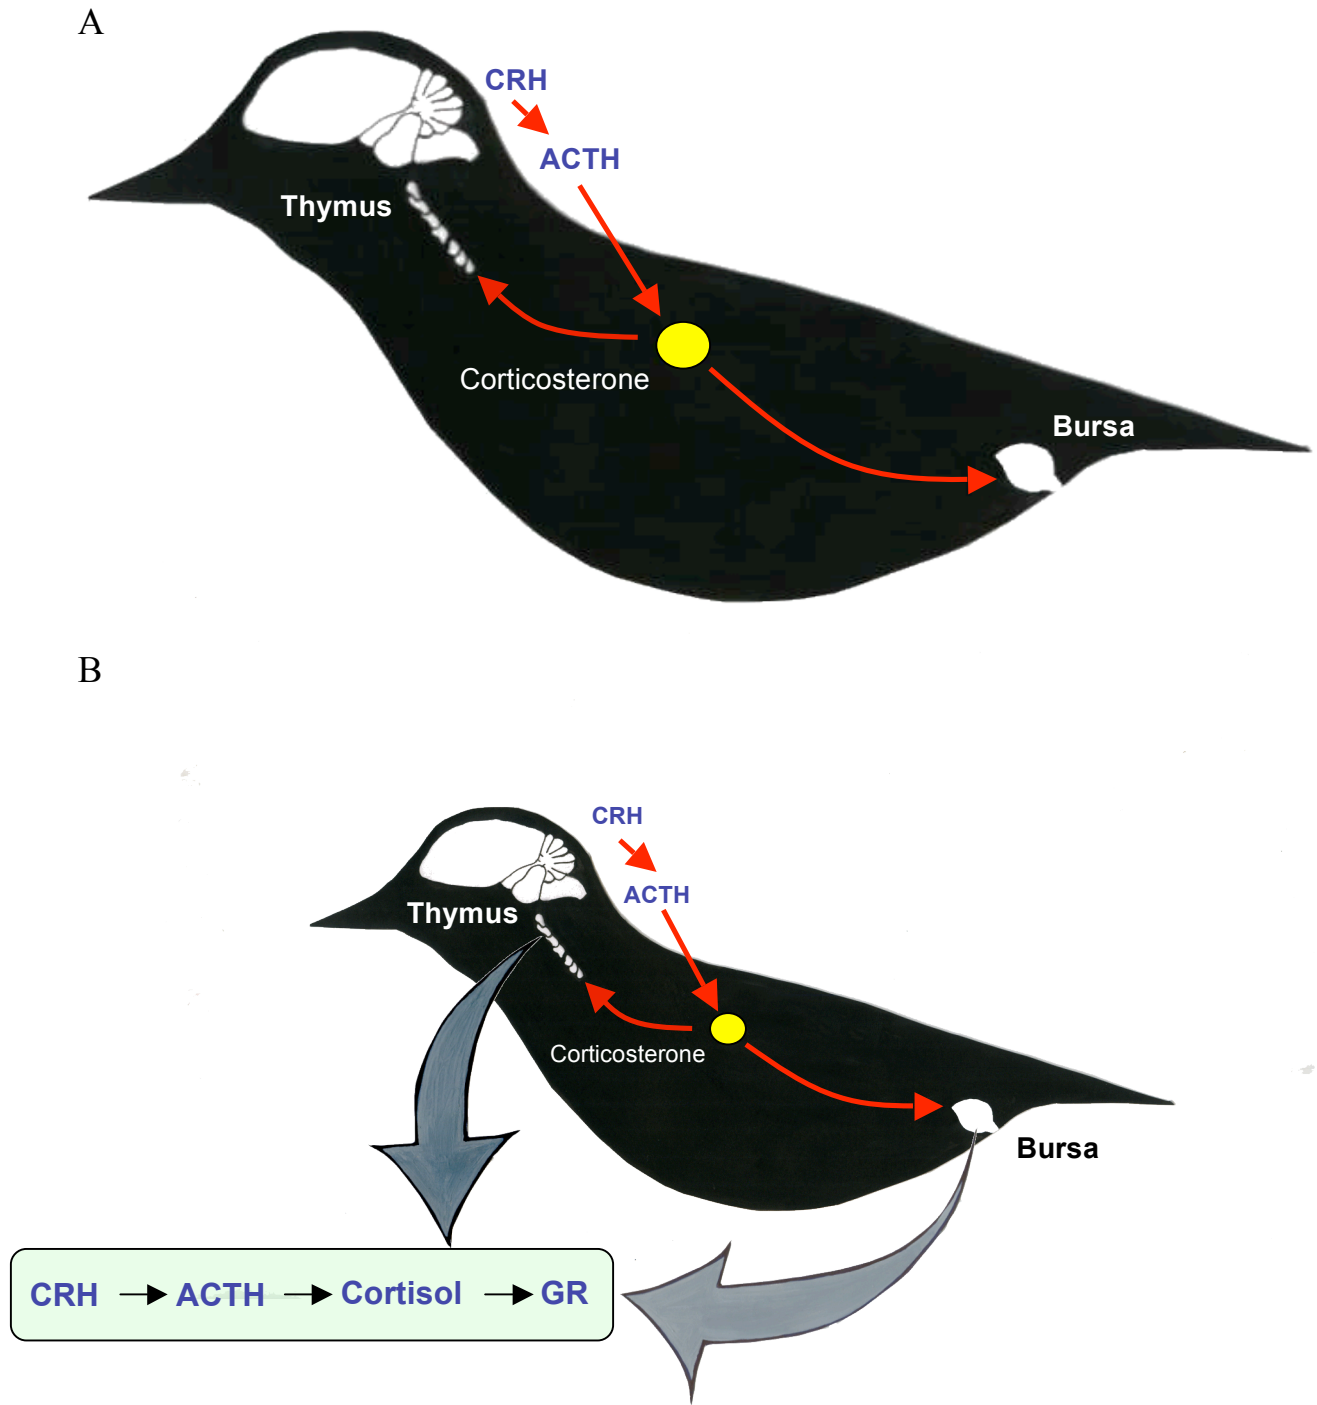 A
CRH
ACTH
Thymus
Corticosterone
Bursa
B
CRH
ACTH
Thymus
Corticosterone
Bursa
CRH ACTH Cortisol GR